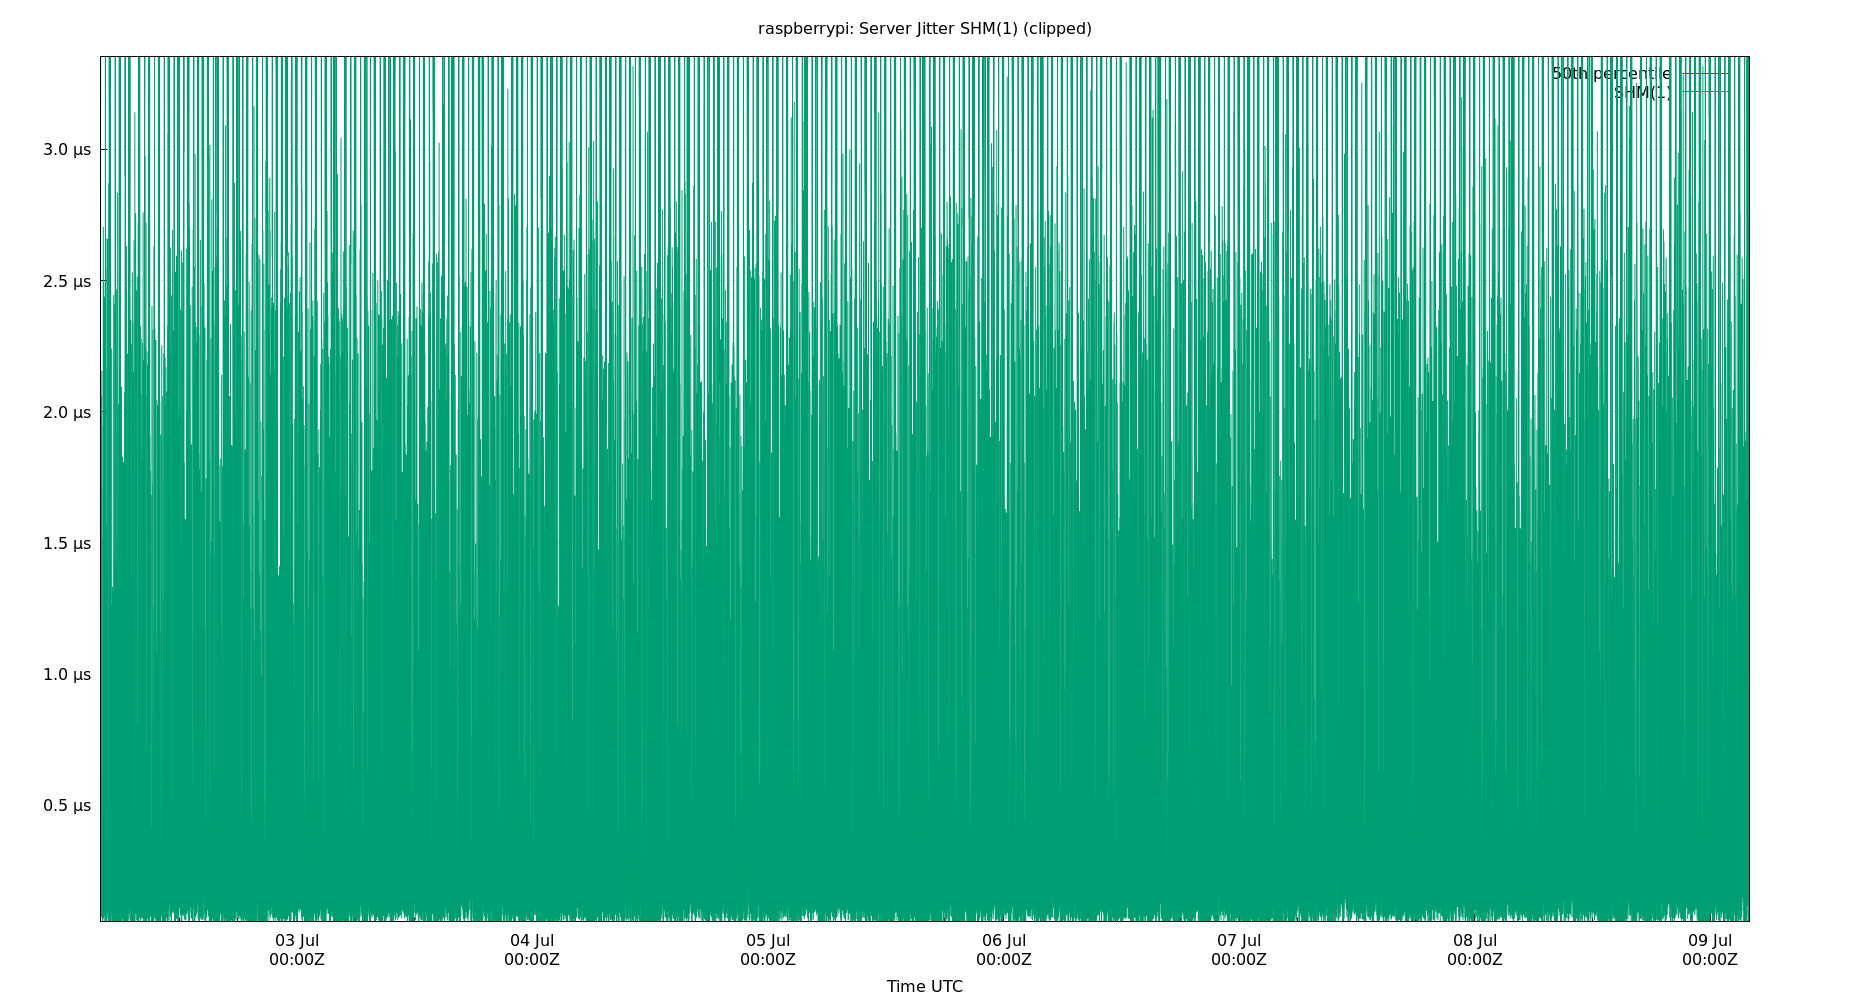 raspberrypi: Server Jitter SHM(1) (clipped)
50th percentile
SHM(1)
3.0 µs
2.5 µs
2.0 µs
1.5 µs
1.0 µs
0.5 µs
03 Jul 04 Jul 05 Jul 06 Jul 07 Jul 08 Jul 09 Jul
00:00Z 00:00Z 00:00Z 00:00Z 00:00Z 00:00Z 00:00Z
Time UTC